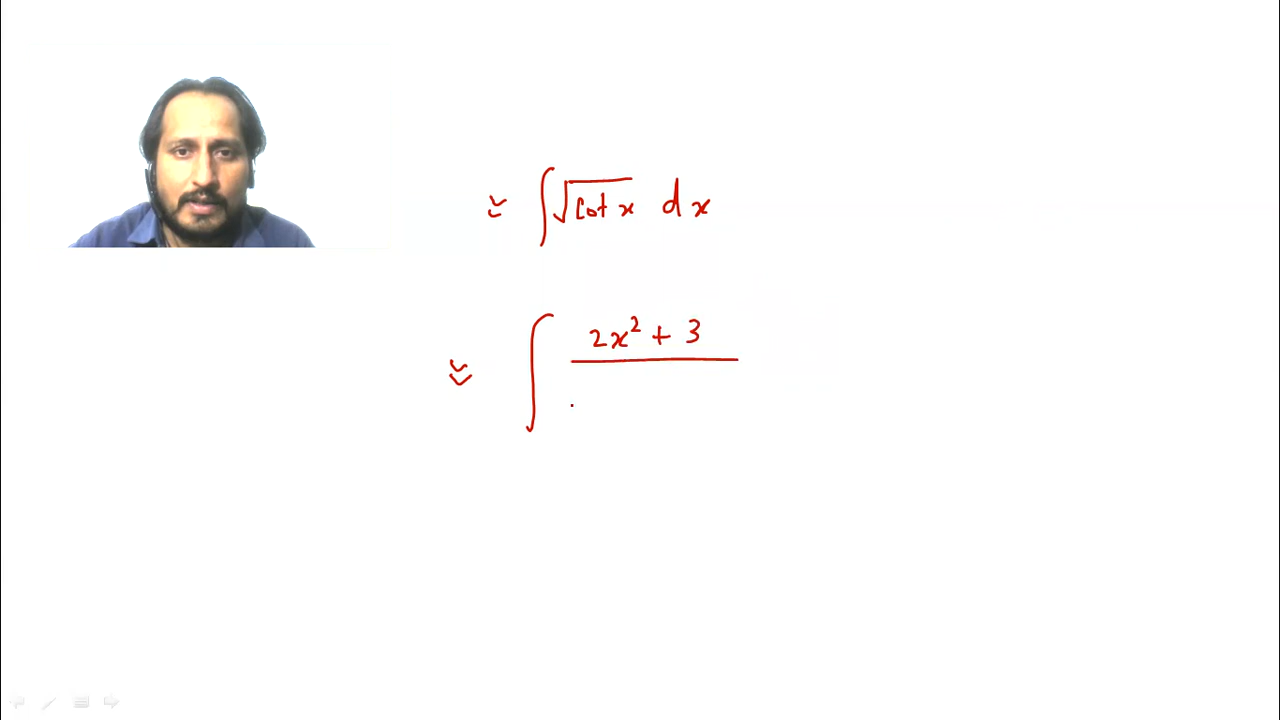 ∫ √cot x dx
∫ 2x² + 3